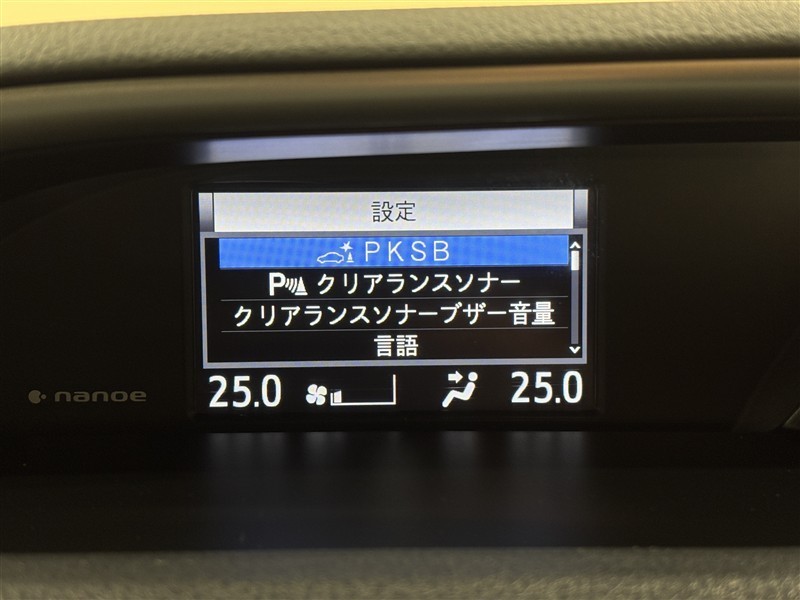 設定
PKSB
P クリアランスソナー
クリアランスソナーブザー音量
言語
25.0 25.0
nanoe